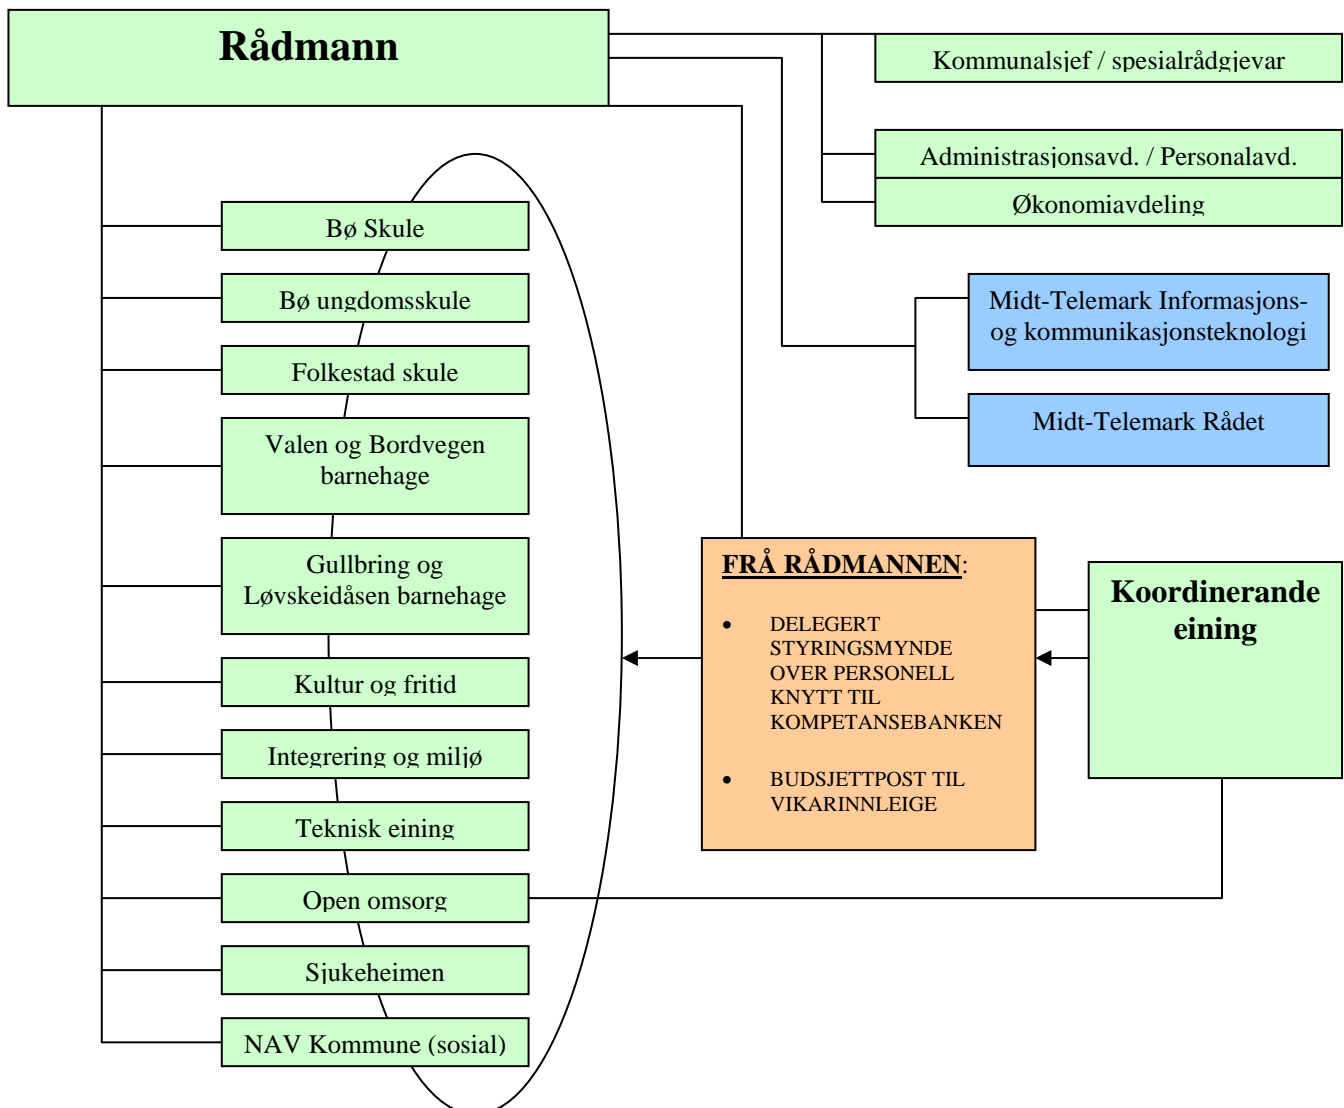 Rådmann
Kommunalsjef / spesialrådgjevar
Administrasjonsavd. / Personalavd.
Økonomiavdeling
Midt-Telemark Informasjons-
og kommunikasjonsteknologi
Midt-Telemark Rådet
Bø Skule
Bø ungdomsskule
Folkestad skule
Valen og Bordvegen
barnehage
Gullbring og
Løvskeidåsen barnehage
Kultur og fritid
Integrering og miljø
Teknisk eining
Open omsorg
Sjukeheimen
NAV Kommune (sosial)
FRÅ RÅDMANNEN:
• DELEGERT
STYRINGSMYNDE
OVER PERSONELL
KNYTT TIL
KOMPETANSEBANKEN
• BUDSJETTPOST TIL
VIKARINNLEIGE
Koordinerande
eining